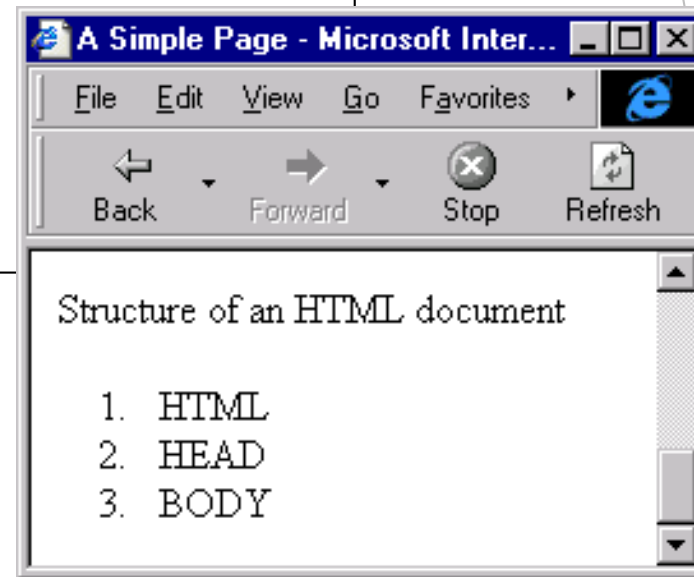 A Simple Page - Microsoft Inter...
File Edit View Go Favorites
Back Forward Stop Refresh
Structure of an HTML document
1. HTML
2. HEAD
3. BODY